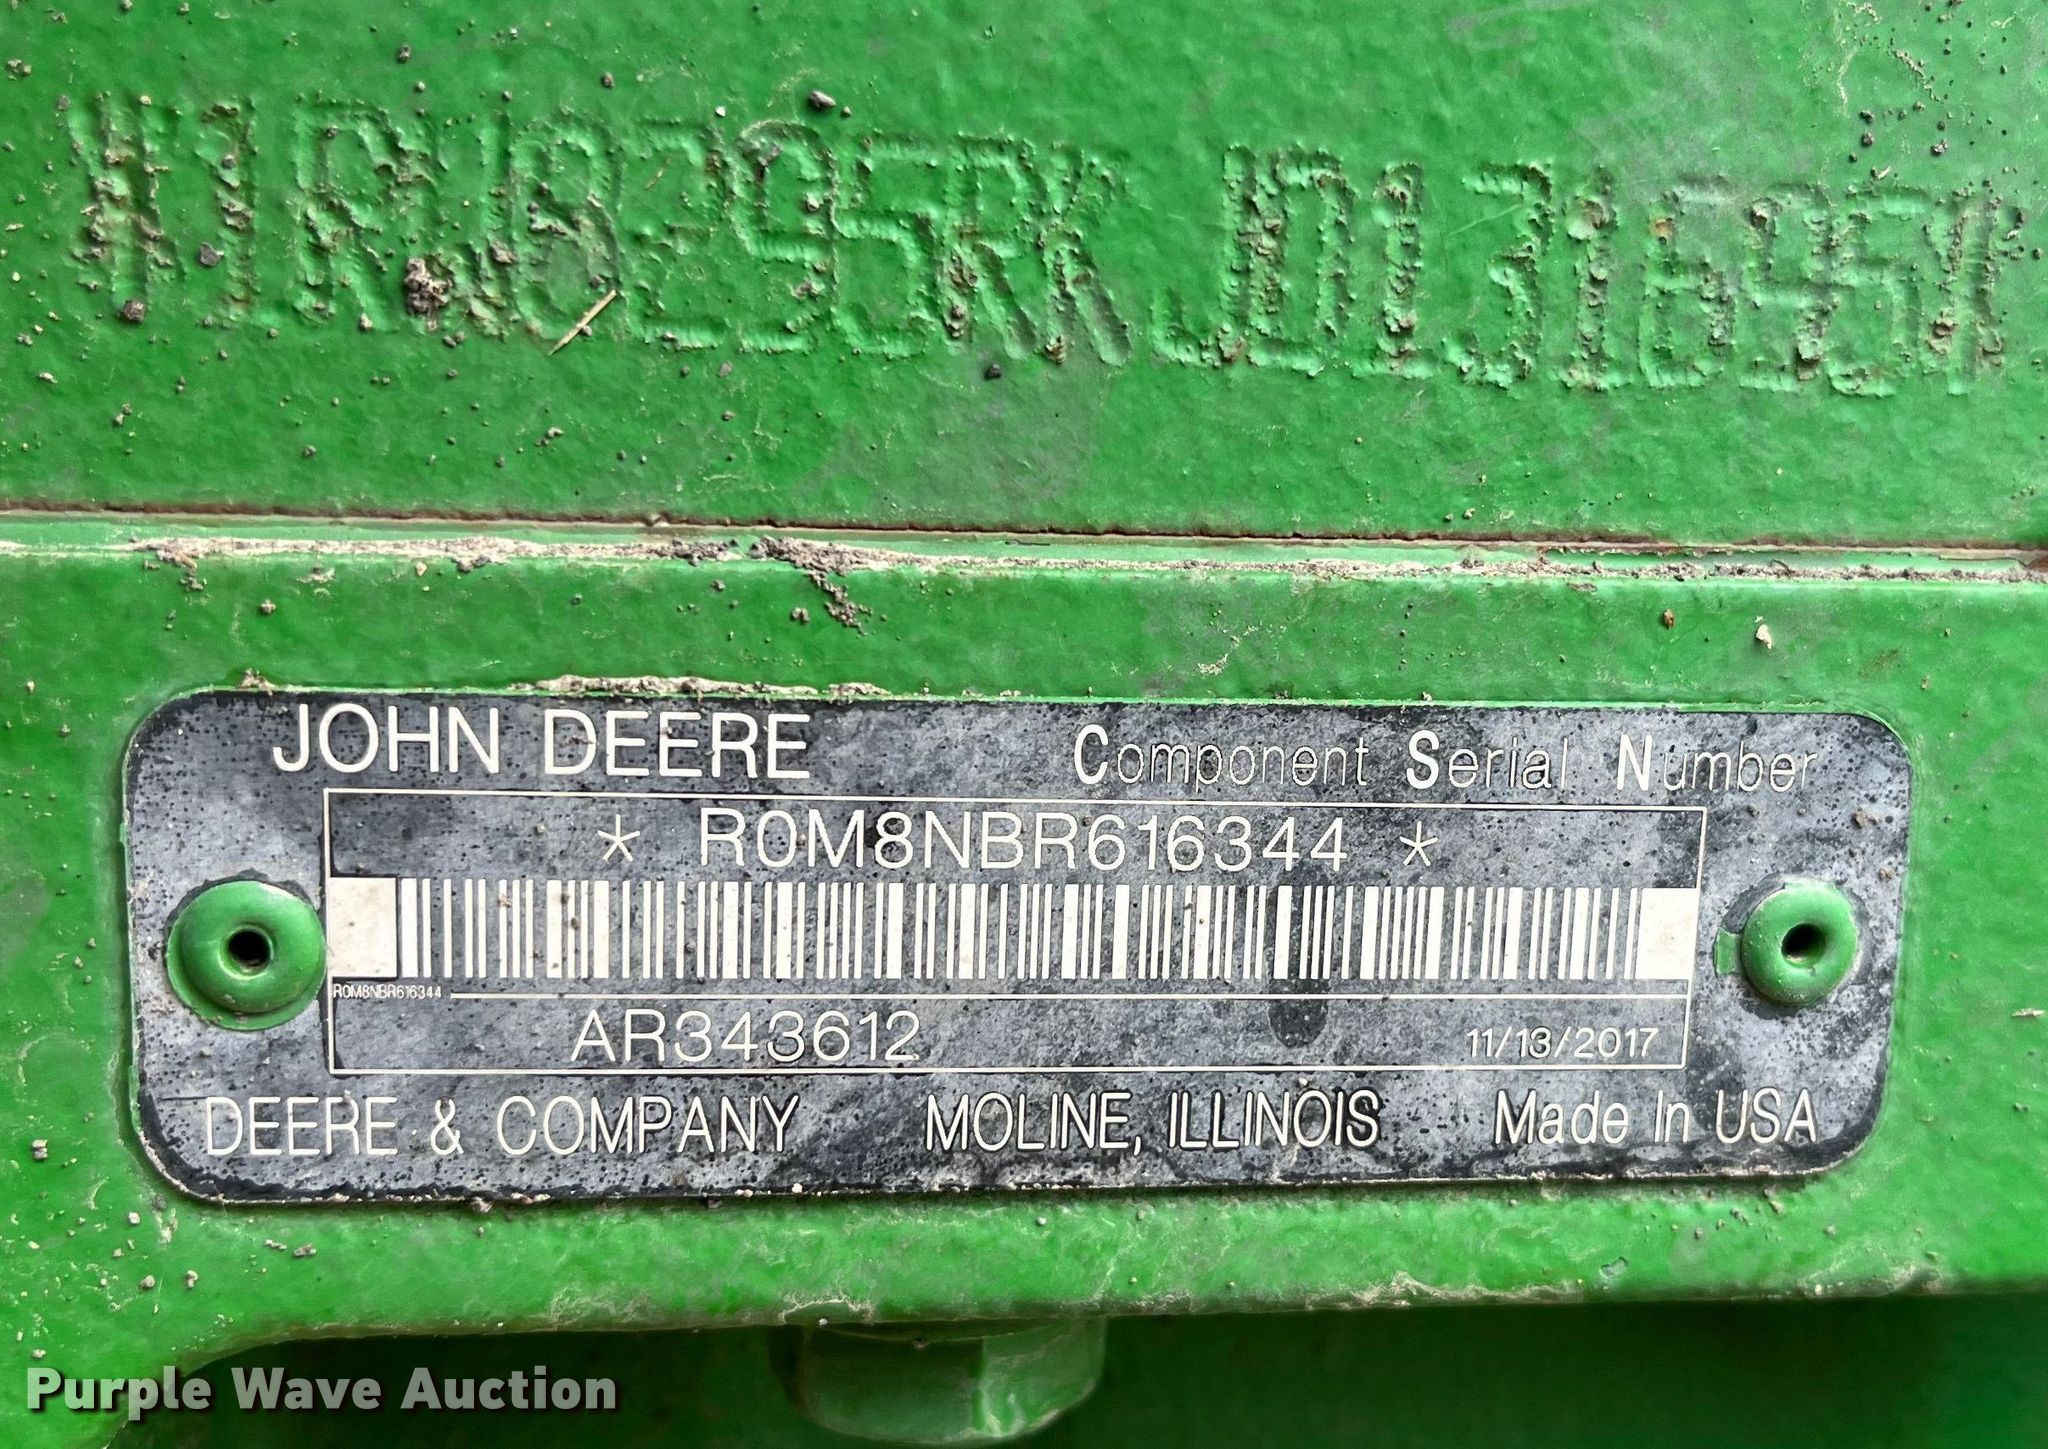 1RW8295RKJD131695
JOHN DEERE Component Serial Number
* R0M8NBR616344 *
R0M8NBR616344
AR343612 11/13/2017
DEERE & COMPANY MOLINE, ILLINOIS Made In USA
Purple Wave Auction